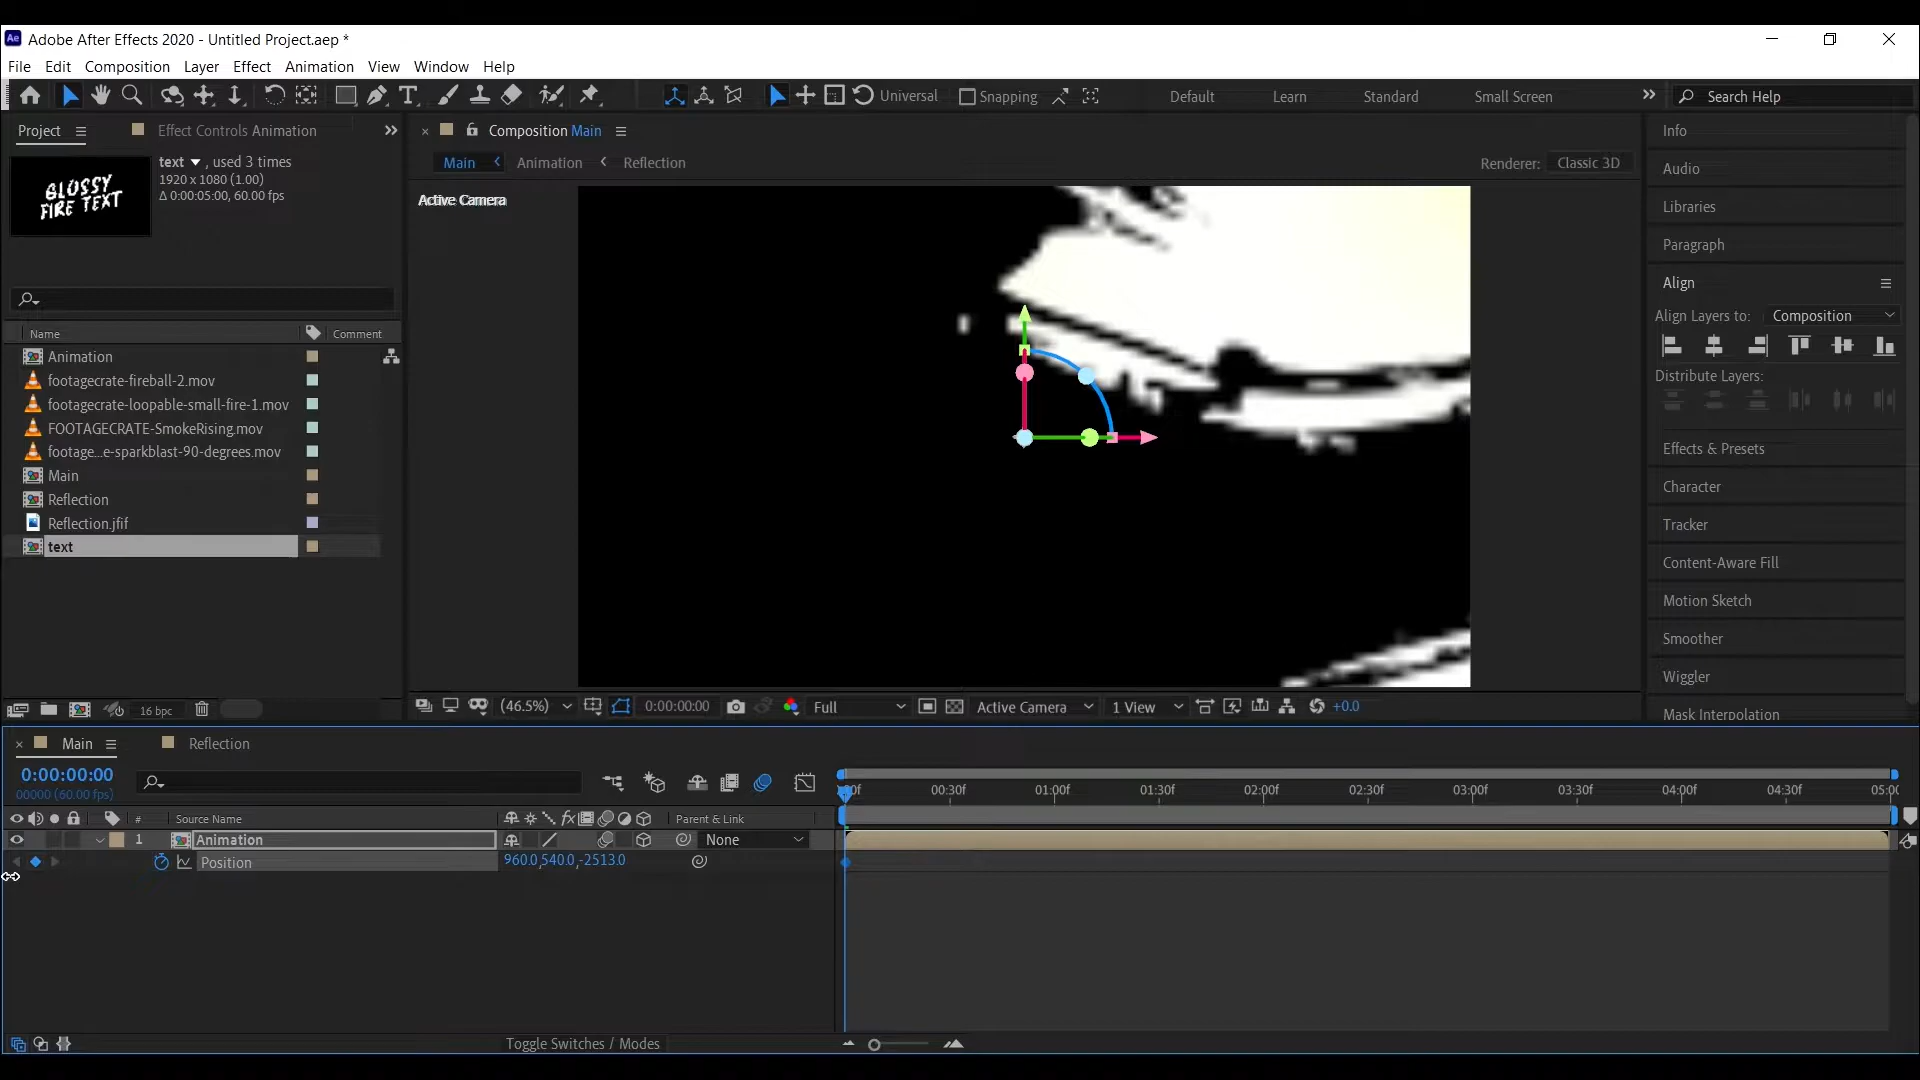 Ae Adobe After Effects 2020 - Untitled Project.aep *
File Edit Composition Layer Effect Animation View Window Help
Universal Snapping Default Learn Standard Small Screen Search Help
Project Effect Controls Animation
text , used 3 times
1920 x 1080 (1.00)
Δ 0:00:05:00, 60.00 fps
GLOSSY
FIRE TEXT
Name Comment
Animation
footagecrate-fireball-2.mov
footagecrate-loopable-small-fire-1.mov
FOOTAGECRATE-SmokeRising.mov
footage...e-sparkblast-90-degrees.mov
Main
Reflection
Reflection.jfif
text
16 bpc
Composition Main
Main Animation Reflection
Renderer: Classic 3D
Active Camera
(46.5%) 0:00:00:00 Full Active Camera 1 View +0.0
Info
Audio
Libraries
Paragraph
Align
Align Layers to: Composition
Distribute Layers:
Effects & Presets
Character
Tracker
Content-Aware Fill
Motion Sketch
Smoother
Wiggler
Mask Interpolation
Main Reflection
0:00:00:00
00000 (60.00 fps)
00f 00:30f 01:00f 01:30f 02:00f 02:30f 03:00f 03:30f 04:00f 04:30f 05:00
# Source Name fx Parent & Link
1 Animation None
Position 960.0,540.0,-2513.0
Toggle Switches / Modes